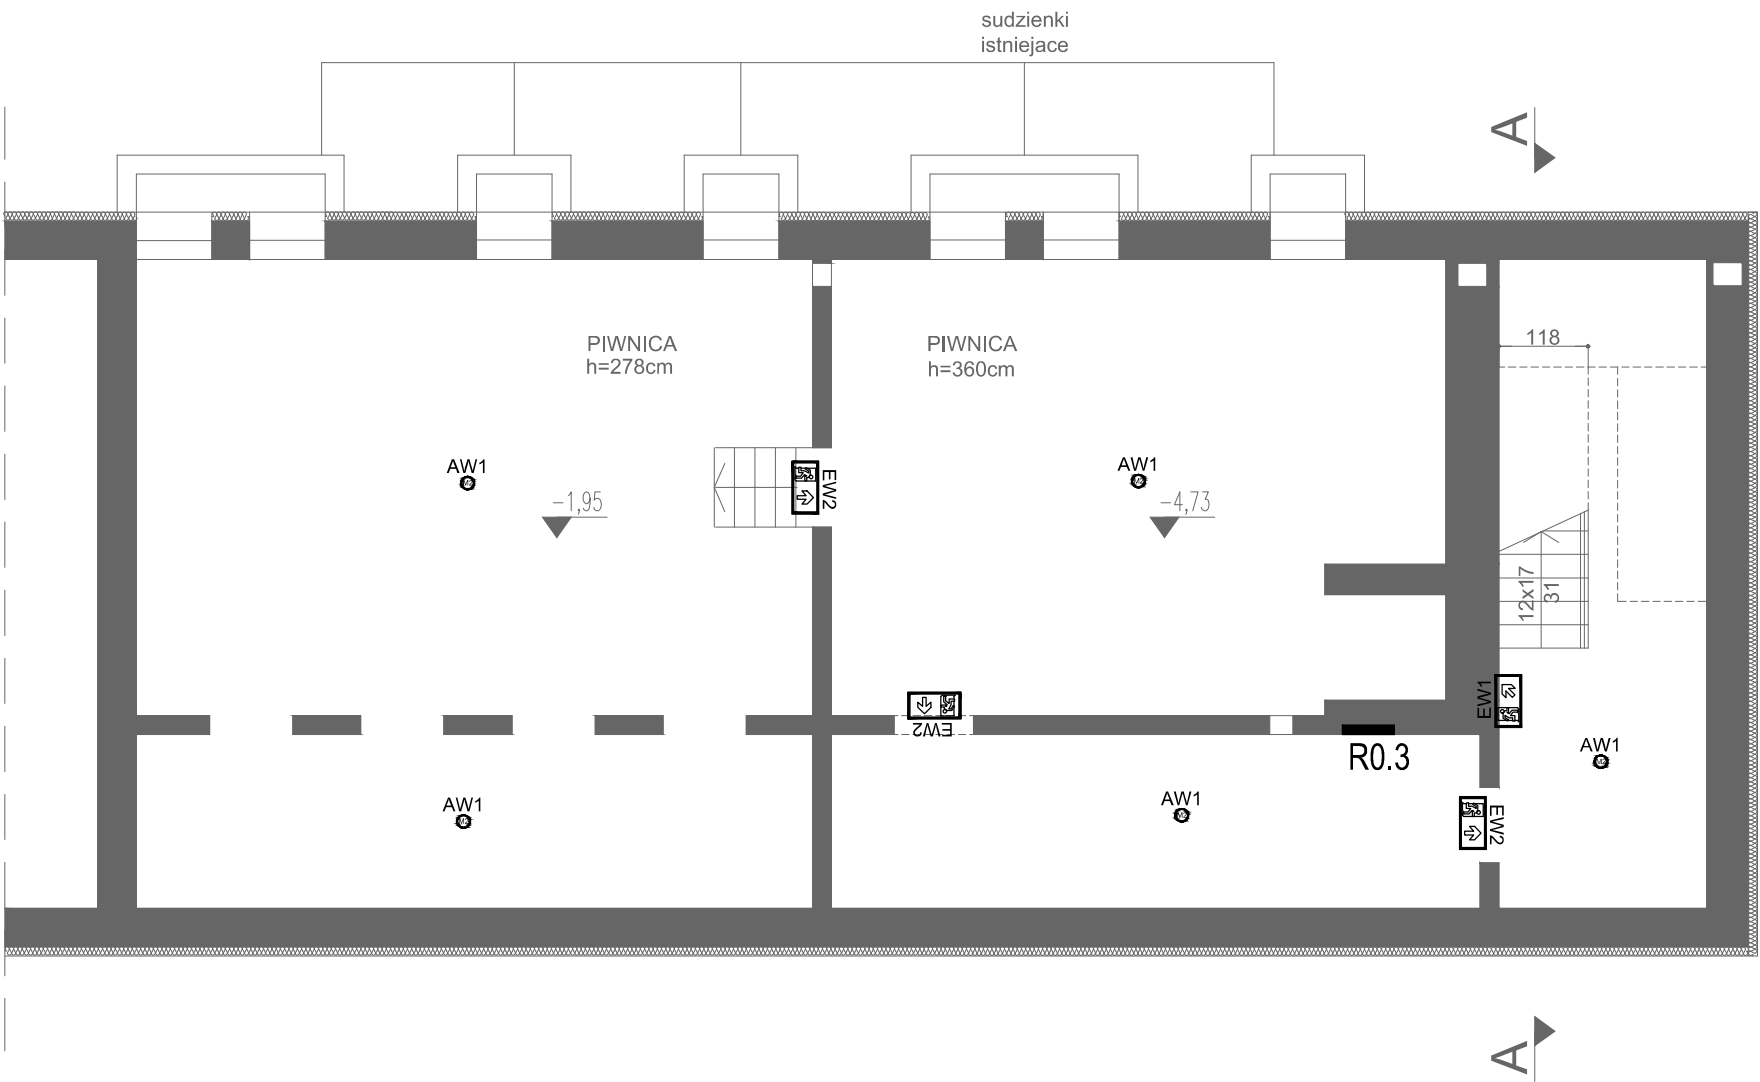 sudzienki
istniejace
A
PIWNICA
h=278cm
PIWNICA
h=360cm
118
AW1
EW2
-1,95
AW1
-4,73
12x17
31
EW1
EW2
R0.3
AW1
AW1
AW1
EW2
A